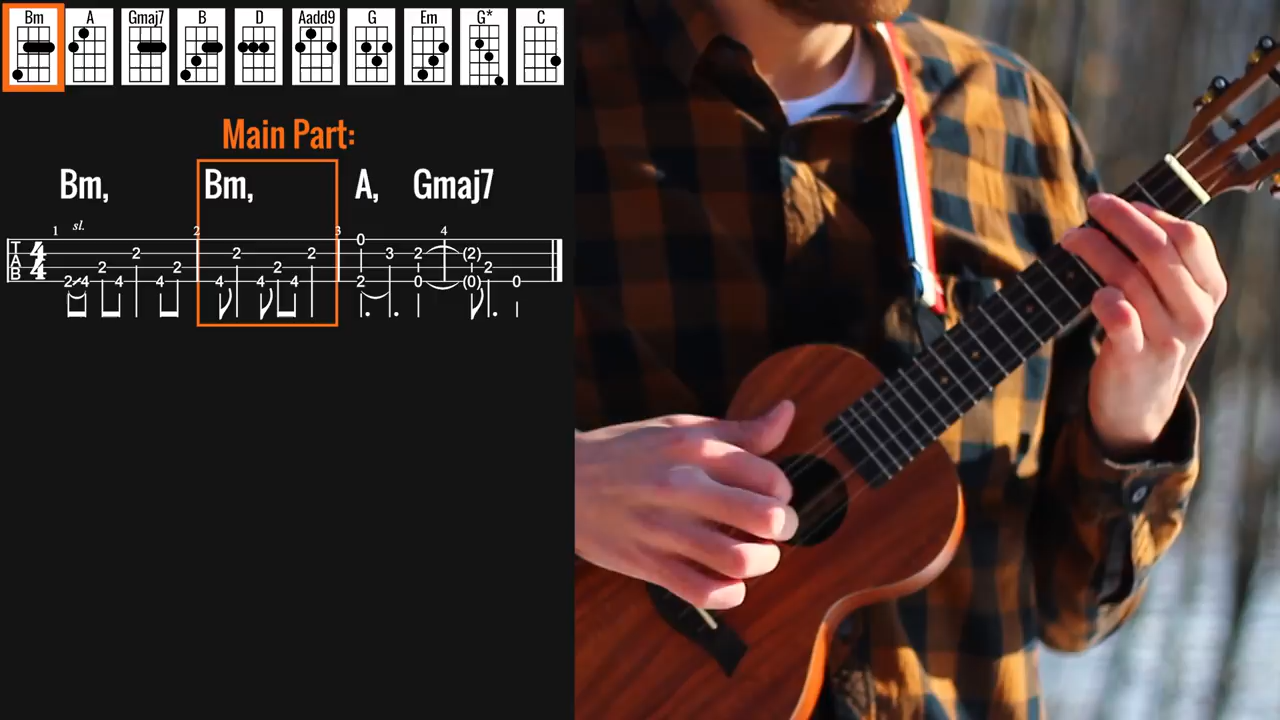 Bm A Gmaj7 B D Aadd9 G Em G* C
Main Part:
Bm, Bm, A, Gmaj7
1 sl. 2 3 4
T 4 0
A 2 2 2 3 2 (2)
B 4 2 2 2 2
2 4 4 4 4 4 4 2 0 (0) 0